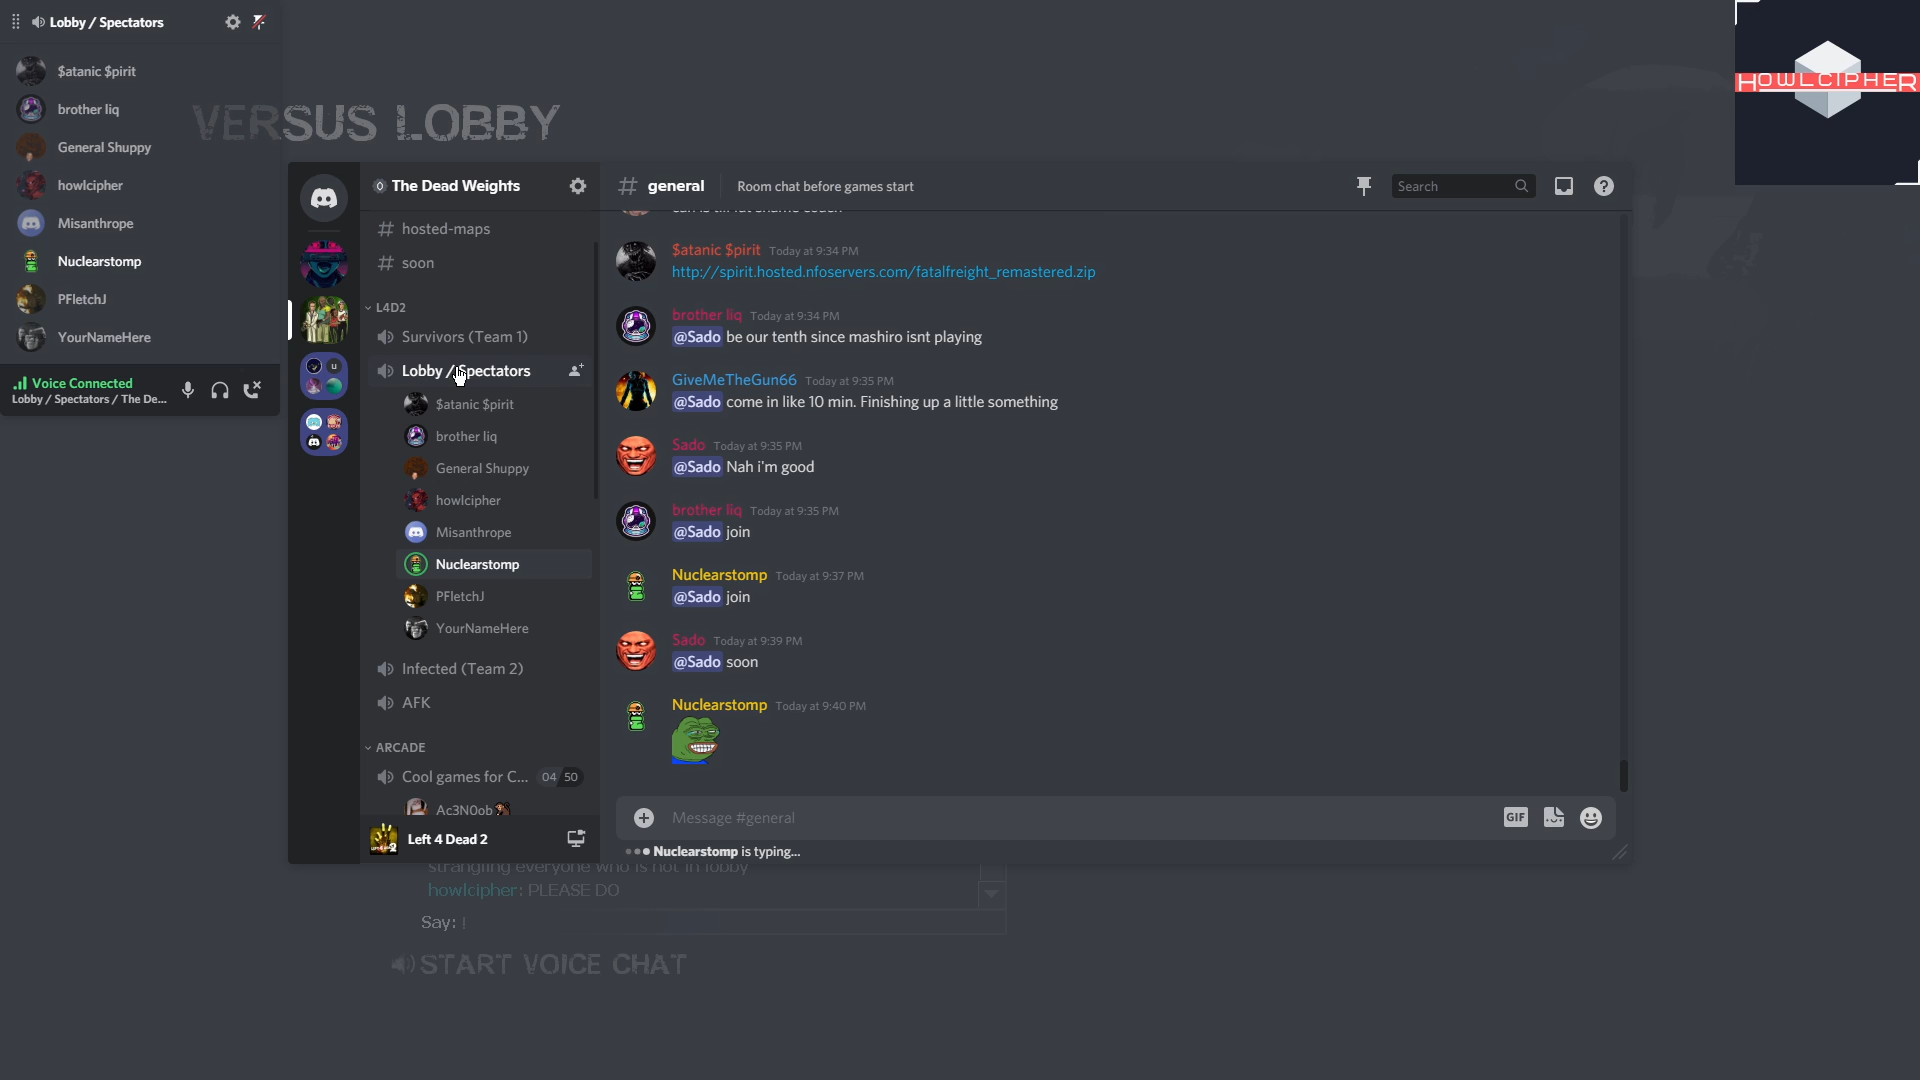 Lobby / Spectators
$atanic $pirit
brother liq
General Shuppy
howlcipher
Misanthrope
Nuclearstomp
PFletchJ
YourNameHere
Voice Connected
Lobby / Spectators / The De...
VERSUS LOBBY
HOWLCIPHER
The Dead Weights
# hosted-maps
# soon
L4D2
Survivors (Team 1)
Lobby / Spectators
$atanic $pirit
brother liq
General Shuppy
howlcipher
Misanthrope
Nuclearstomp
PFletchJ
YourNameHere
Infected (Team 2)
AFK
ARCADE
Cool games for C... 04 50
Ac3N0ob
Left 4 Dead 2
# general Room chat before games start
Search
$atanic $pirit Today at 9:34 PM
http://spirit.hosted.nfoservers.com/fatalfreight_remastered.zip
brother liq Today at 9:34 PM
@Sado be our tenth since mashiro isnt playing
GiveMeTheGun66 Today at 9:35 PM
@Sado come in like 10 min. Finishing up a little something
Sado Today at 9:35 PM
@Sado Nah i'm good
brother liq Today at 9:35 PM
@Sado join
Nuclearstomp Today at 9:37 PM
@Sado join
Sado Today at 9:39 PM
@Sado soon
Nuclearstomp Today at 9:40 PM
Message #general
GIF
Nuclearstomp is typing...
strangling everyone who is not in lobby
howlcipher: PLEASE DO
Say:
START VOICE CHAT